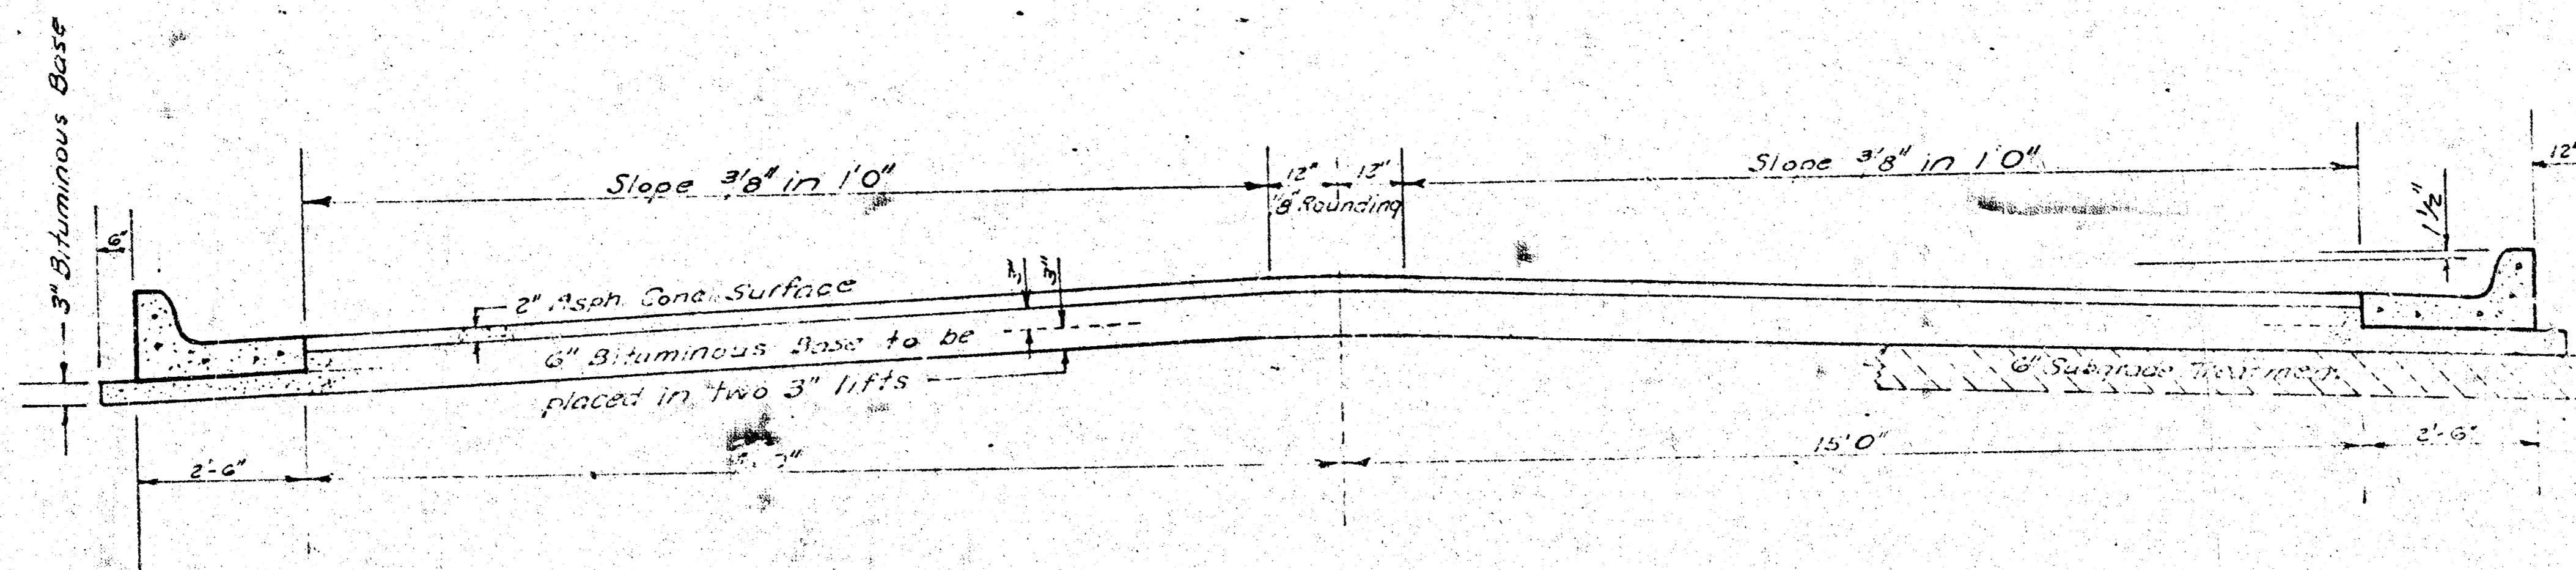 3" Bituminous Base
6"
Slope 3/8" in 1'0"
12" 12"
Rounding
Slope 3/8" in 1'0"
12"
1 1/2"
2" Asph. Conc. Surface
3" 3"
6" Bituminous Base to be
placed in two 3" lifts
6" Subgrade Treatment
2'-6"
15'0"
2'-6"